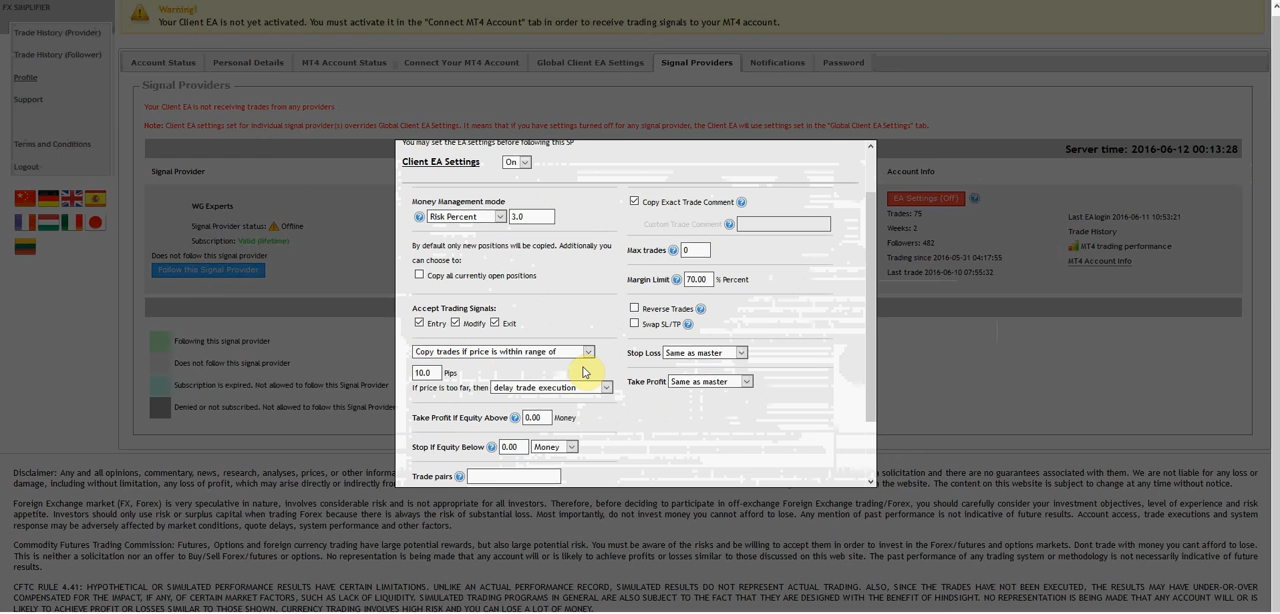 FX SIMPLIFIER
Trade History (Provider)
Trade History (Follower)
Profile
Support
Terms and Conditions
Logout
Warning!
Your Client EA is not yet activated. You must activate it in the "Connect MT4 Account" tab in order to receive trading signals to your MT4 account.
Account Status
Personal Details
MT4 Account Status
Connect Your MT4 Account
Global Client EA Settings
Signal Providers
Notifications
Password
Signal Providers
Your Client EA is not receiving trades from any providers
Note: Client EA settings set for individual signal provider(s) overrides Global Client EA Settings. It means that if you have settings turned off for any signal provider, the Client EA will use settings set in the "Global Client EA Settings" tab.
Server time: 2016-06-12 00:13:28
Signal Provider
WG Experts
Signal Provider status: Offline
Subscription: Valid (lifetime)
Does not follow this signal provider
Follow this Signal Provider
Following this signal provider
Does not follow this signal provider
Subscription is expired. Not allowed to follow this Signal Provider
Denied or not subscribed. Not allowed to follow this Signal Provider
You may set the EA settings before following this SP
Client EA Settings On
Money Management mode
Risk Percent 3.0
By default only new positions will be copied. Additionally you
can choose to:
Copy all currently open positions
Accept Trading Signals:
Entry Modify Exit
Copy trades if price is within range of
10.0 Pips
If price is too far, then delay trade execution
Take Profit If Equity Above 0.00 Money
Stop If Equity Below 0.00 Money
Trade pairs
Copy Exact Trade Comment
Custom Trade Comment
Max trades 0
Margin Limit 70.00 % Percent
Reverse Trades
Swap SL/TP
Stop Loss Same as master
Take Profit Same as master
Account Info
EA Settings (Off)
Trades: 75
Weeks: 2
Followers: 482
Trading since 2016-05-31 04:17:55
Last trade 2016-06-10 07:55:32
Last EA login 2016-06-11 10:53:21
Trade History
MT4 trading performance
MT4 Account Info
Disclaimer: Any and all opinions, commentary, news, research, analyses, prices, or other informa
a solicitation and there are no guarantees associated with them. We are not liable for any loss or
damage, including without limitation, any loss of profit, which may arise directly or indirectly fro
the website. The content on this website is subject to change at any time without notice.
Foreign Exchange market (FX, Forex) is very speculative in nature, involves considerable risk and is not appropriate for all investors. Therefore, before deciding to participate in off-exchange Foreign Exchange trading/Forex, you should carefully consider your investment objectives, level of experience and risk
appetite. Investors should only use risk or surplus capital when trading Forex because there is always the risk of substantial loss. Most importantly, do not invest money you cannot afford to lose. Any mention of past performance is not indicative of future results. Account access, trade executions and system
response may be adversely affected by market conditions, quote delays, system performance and other factors.
Commodity Futures Trading Commission: Futures, Options and foreign currency trading have large potential rewards, but also large potential risk. You must be aware of the risks and be willing to accept them in order to invest in the Forex/futures and options markets. Dont trade with money you cant afford to lose.
This is neither a solicitation nor an offer to Buy/Sell Forex/futures or options. No representation is being made that any account will or is likely to achieve profits or losses similar to those discussed on this web site. The past performance of any trading system or methodology is not necessarily indicative of future
results.
CFTC RULE 4.41: HYPOTHETICAL OR SIMULATED PERFORMANCE RESULTS HAVE CERTAIN LIMITATIONS. UNLIKE AN ACTUAL PERFORMANCE RECORD, SIMULATED RESULTS DO NOT REPRESENT ACTUAL TRADING. ALSO, SINCE THE TRADES HAVE NOT BEEN EXECUTED, THE RESULTS MAY HAVE UNDER-OR-OVER
COMPENSATED FOR THE IMPACT, IF ANY, OF CERTAIN MARKET FACTORS, SUCH AS LACK OF LIQUIDITY. SIMULATED TRADING PROGRAMS IN GENERAL ARE ALSO SUBJECT TO THE FACT THAT THEY ARE DESIGNED WITH THE BENEFIT OF HINDSIGHT. NO REPRESENTATION IS BEING MADE THAT ANY ACCOUNT WILL OR IS
LIKELY TO ACHIEVE PROFIT OR LOSSES SIMILAR TO THOSE SHOWN. CURRENCY TRADING INVOLVES HIGH RISK AND YOU CAN LOSE A LOT OF MONEY.